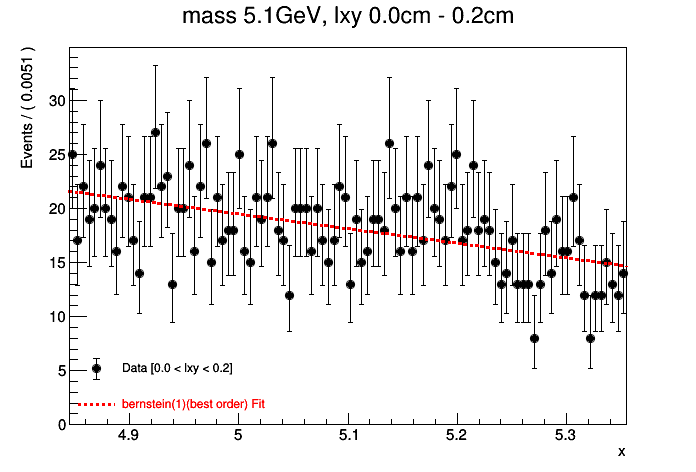 mass 5.1GeV, lxy 0.0cm - 0.2cm
Events / ( 0.0051 )
30
25
20
15
10
5
0
Data [0.0 < lxy < 0.2]
bernstein(1)(best order) Fit
4.9 5 5.1 5.2 5.3
x